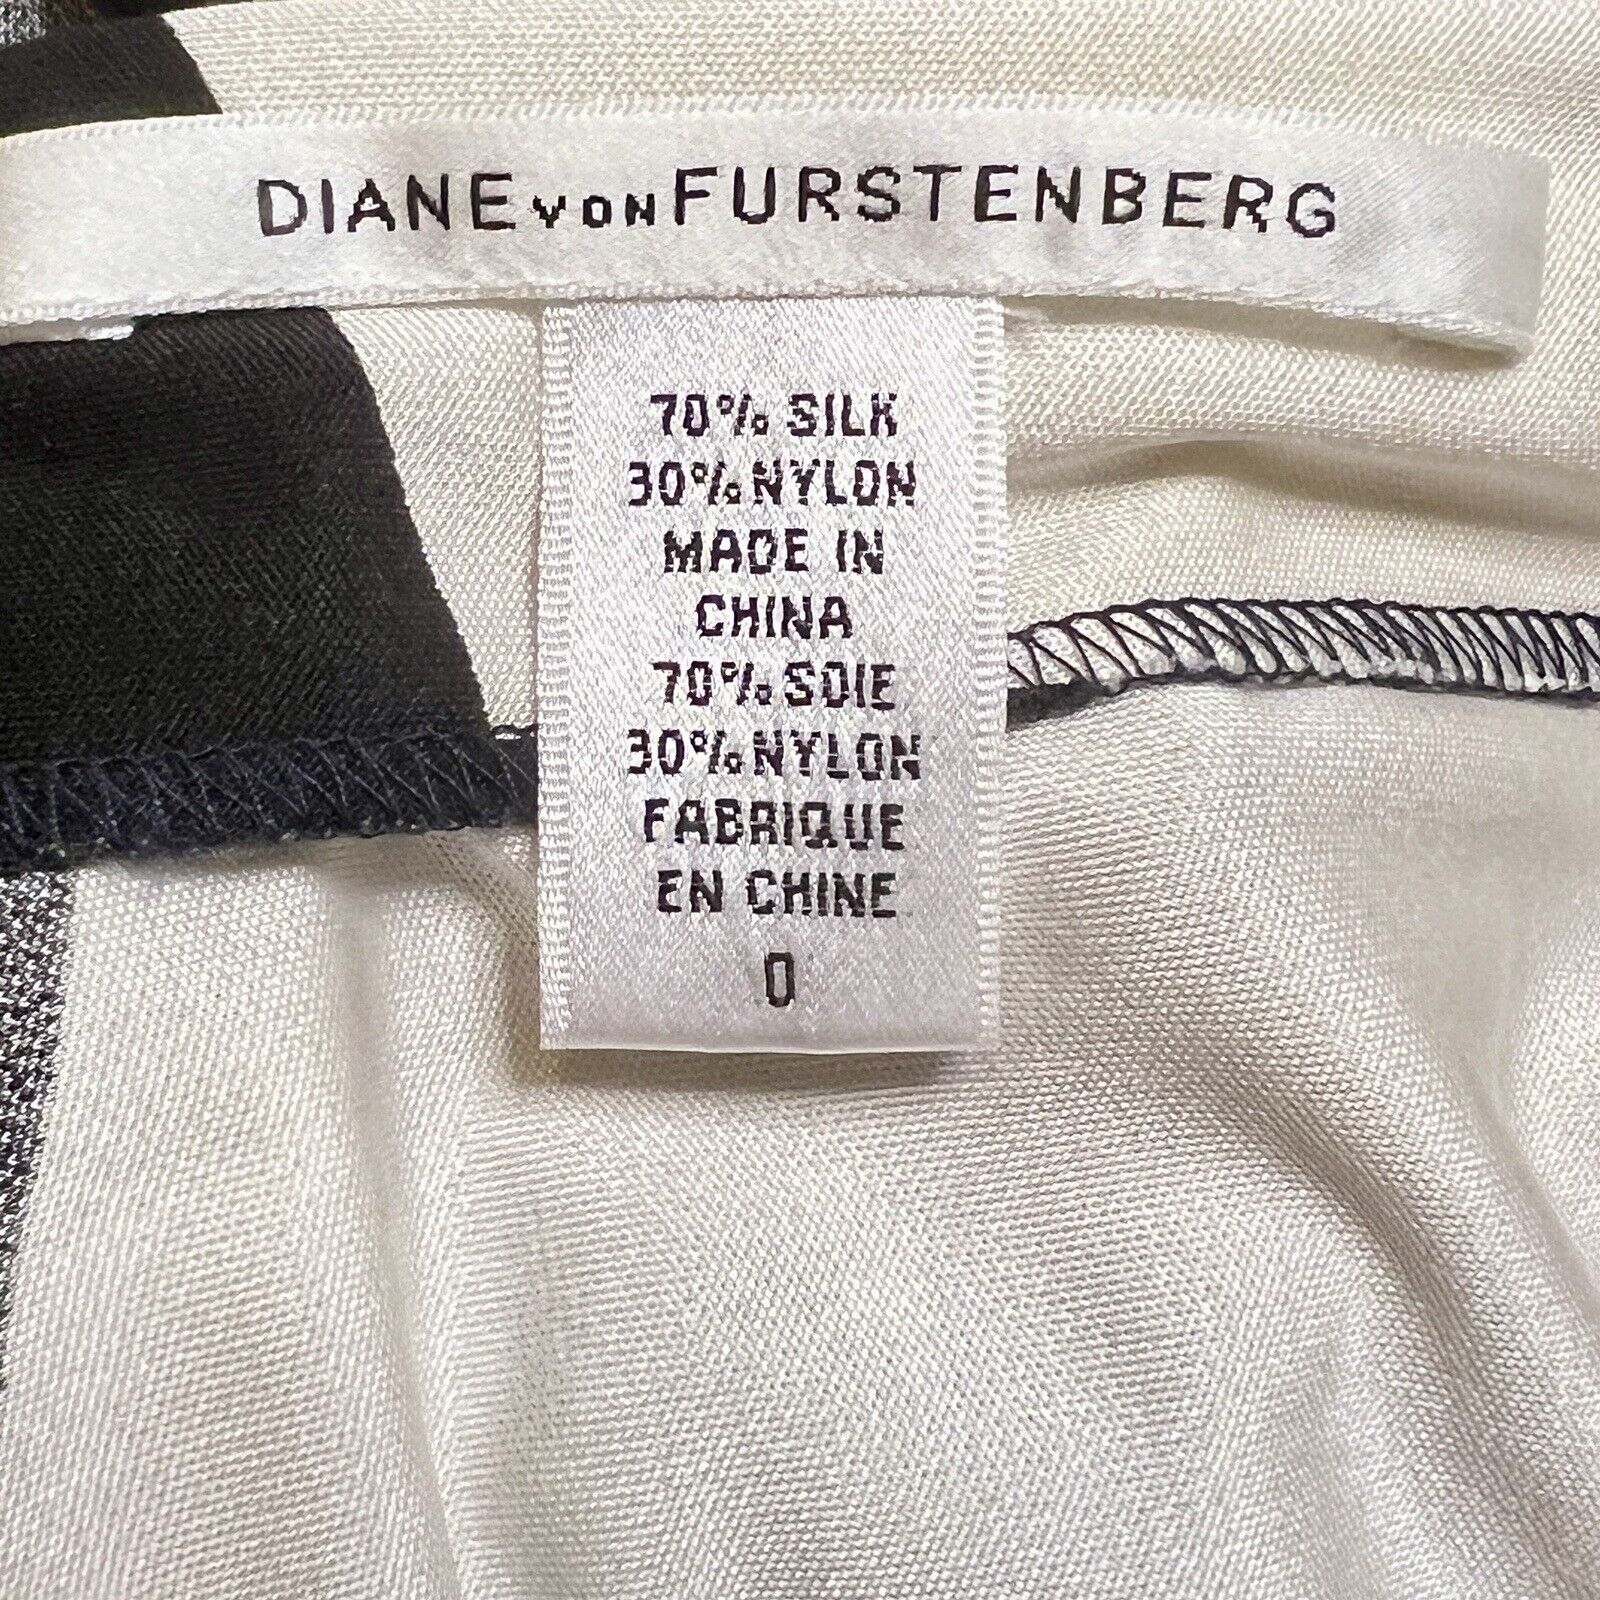 DIANE VON FURSTENBERG
70% SILK
30% NYLON
MADE IN
CHINA
70% SOIE
30% NYLON
FABRIQUE
EN CHINE
0